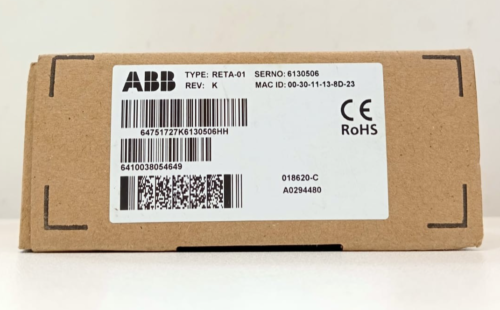 ABB
TYPE: RETA-01 SERNO: 6130506
REV: K MAC ID: 00-30-11-13-8D-23
64751727K6130506HH
6410038054649
CE
RoHS
018620-C
A0294480